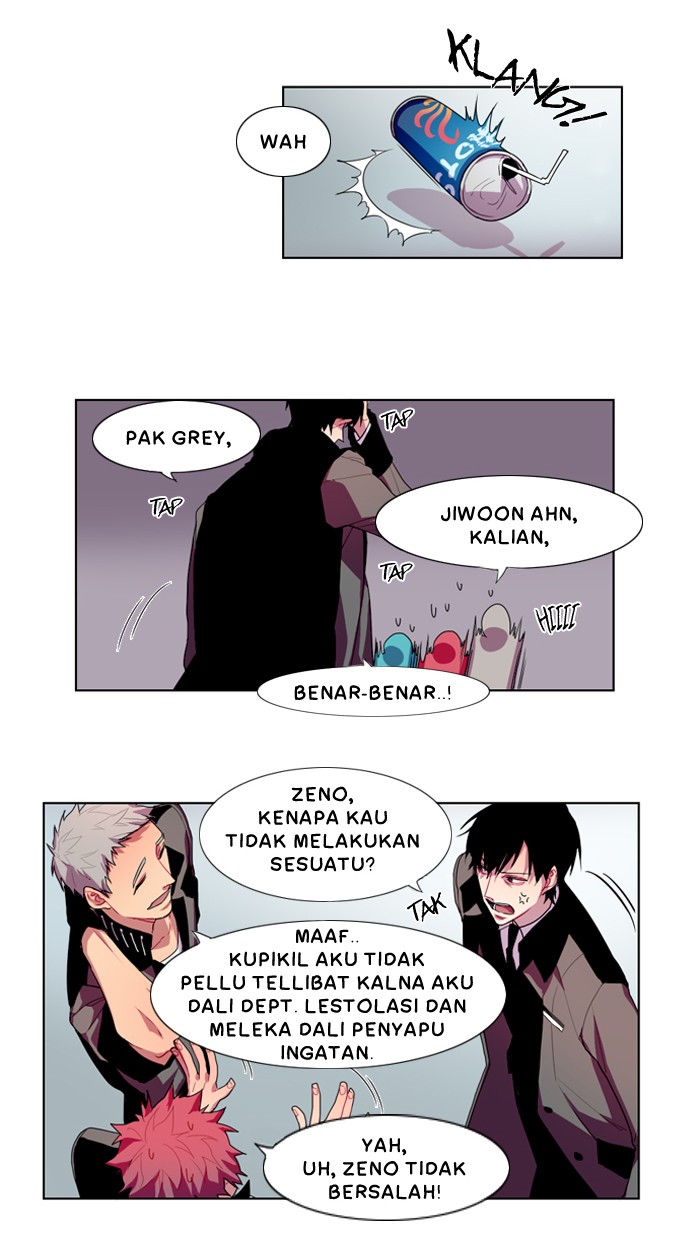 KLANG?!
WAH
PAK GREY,
TAP
TAP
JIWOON AHN,
KALIAN,
TAP
HIIII
BENAR-BENAR..!
ZENO,
KENAPA KAU
TIDAK MELAKUKAN
SESUATU?
TAK
MAAF..
KUPIKIL AKU TIDAK
PELLU TELLIBAT KALNA AKU
DALI DEPT. LESTOLASI DAN
MELEKA DALI PENYAPU
INGATAN.
YAH,
UH, ZENO TIDAK
BERSALAH!